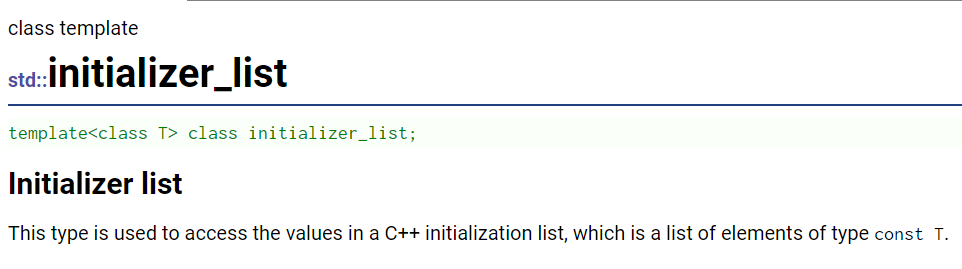 class template
std::initializer_list
template<class T> class initializer_list;
Initializer list
This type is used to access the values in a C++ initialization list, which is a list of elements of type const T.